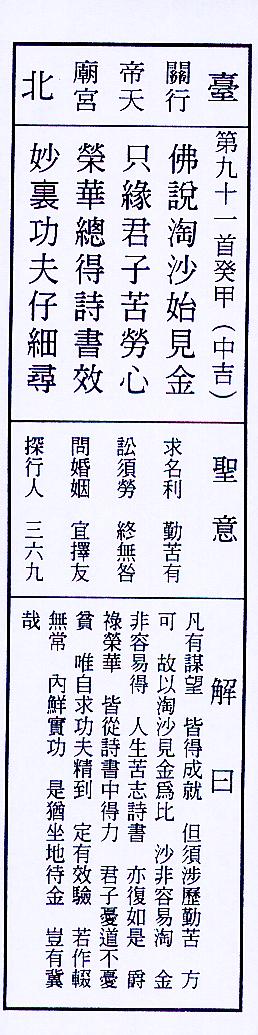 臺
關行
帝天
廟宮
北
第九十一首癸甲（中吉）
佛說淘沙始見金
只緣君子苦勞心
榮華總得詩書效
妙裏功夫仔細尋
聖意
求名利　勤苦有
訟須勞　終無咎
問婚姻　宜擇友
探行人　三六九
解曰
凡有謀望　皆得成就　但須涉歷勤苦　方
可　故以淘沙見金爲比　沙非容易淘　金
非容易得　人生苦志詩書　亦復如是　爵
祿榮華　皆從詩書中得力　君子憂道不憂
貧　唯自求功夫精到　定有效驗　若作輟
無常　內鮮實功　是猶坐地待金　豈有冀
哉